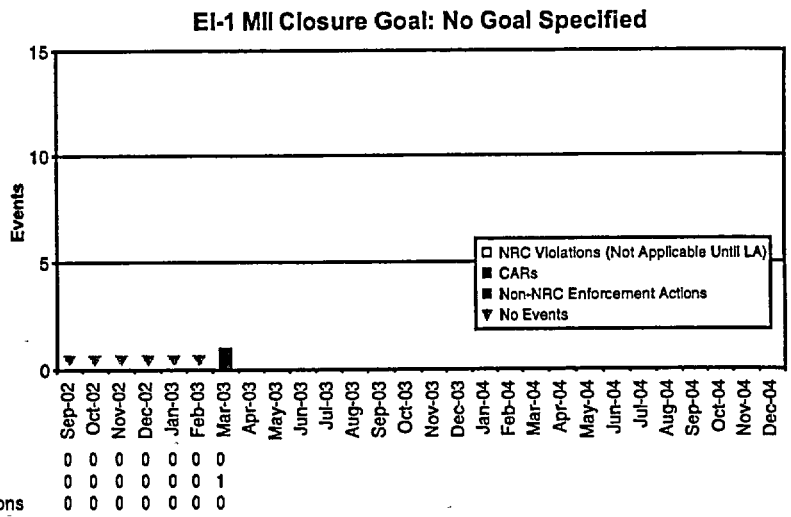 EI-1 MII Closure Goal: No Goal Specified
15
10
5
0
Events
□ NRC Violations (Not Applicable Until LA)
■ CARs
■ Non-NRC Enforcement Actions
▼ No Events
Sep-02 Oct-02 Nov-02 Dec-02 Jan-03 Feb-03 Mar-03 Apr-03 May-03 Jun-03 Jul-03 Aug-03 Sep-03 Oct-03 Nov-03 Dec-03 Jan-04 Feb-04 Mar-04 Apr-04 May-04 Jun-04 Jul-04 Aug-04 Sep-04 Oct-04 Nov-04 Dec-04
0 0 0 0 0 0 0
0 0 0 0 0 0 1
ons 0 0 0 0 0 0 0